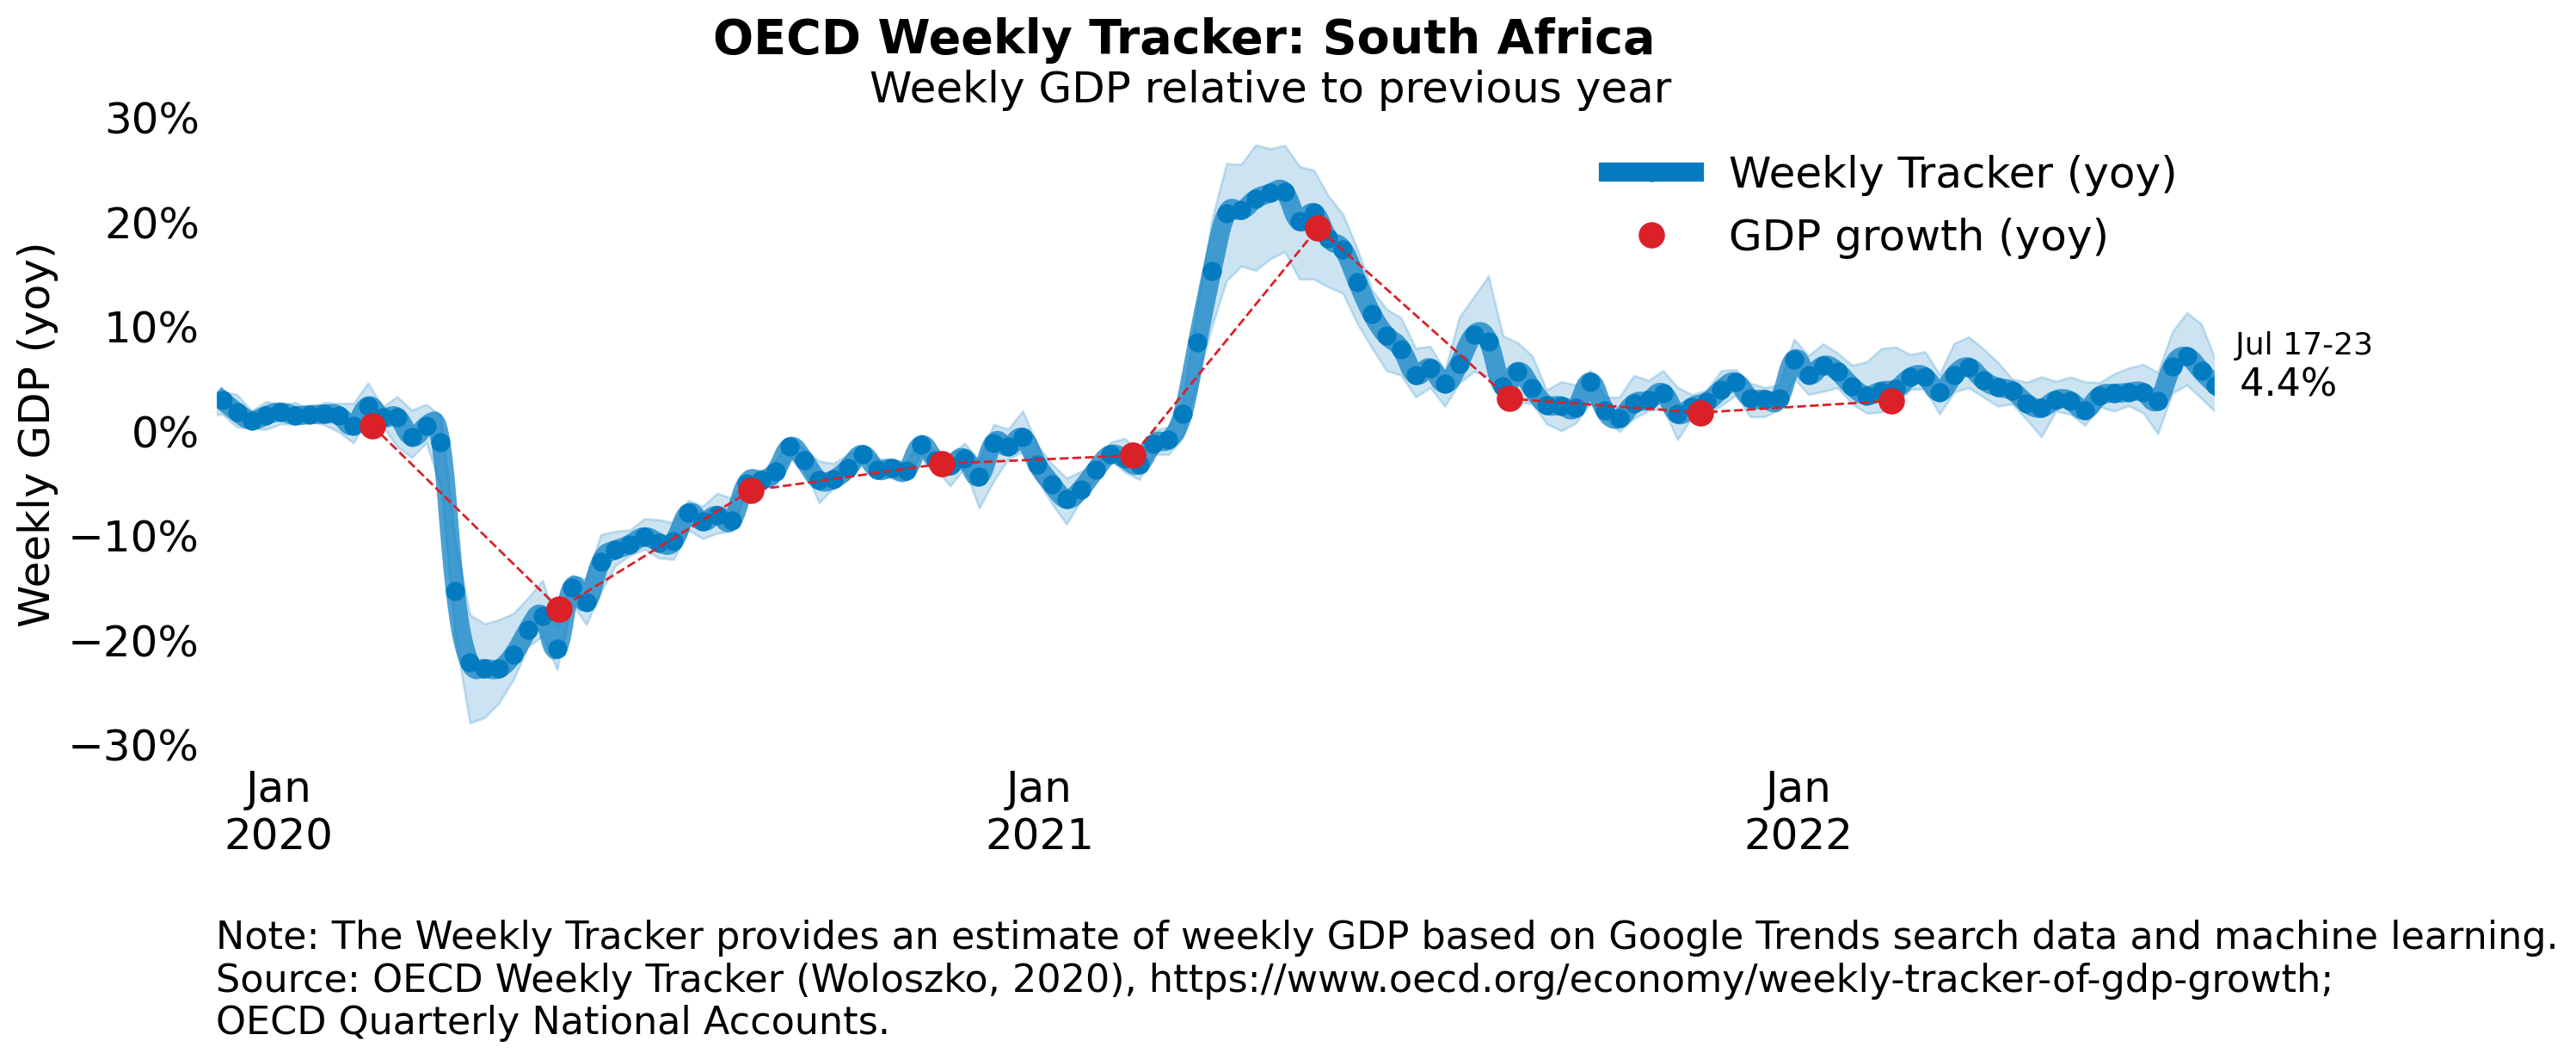 OECD Weekly Tracker: South Africa
Weekly GDP relative to previous year
Weekly GDP (yoy)
30%
20%
10%
0%
−10%
−20%
−30%
Weekly Tracker (yoy)
GDP growth (yoy)
Jul 17-23
4.4%
Jan
2020
Jan
2021
Jan
2022
Note: The Weekly Tracker provides an estimate of weekly GDP based on Google Trends search data and machine learning.
Source: OECD Weekly Tracker (Woloszko, 2020), https://www.oecd.org/economy/weekly-tracker-of-gdp-growth;
OECD Quarterly National Accounts.